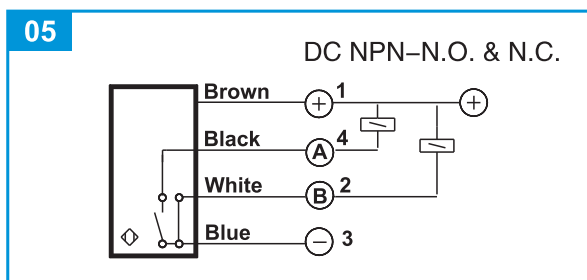 05
DC NPN–N.O. & N.C.
Brown + 1 +
Black A 4
White B 2
Blue − 3